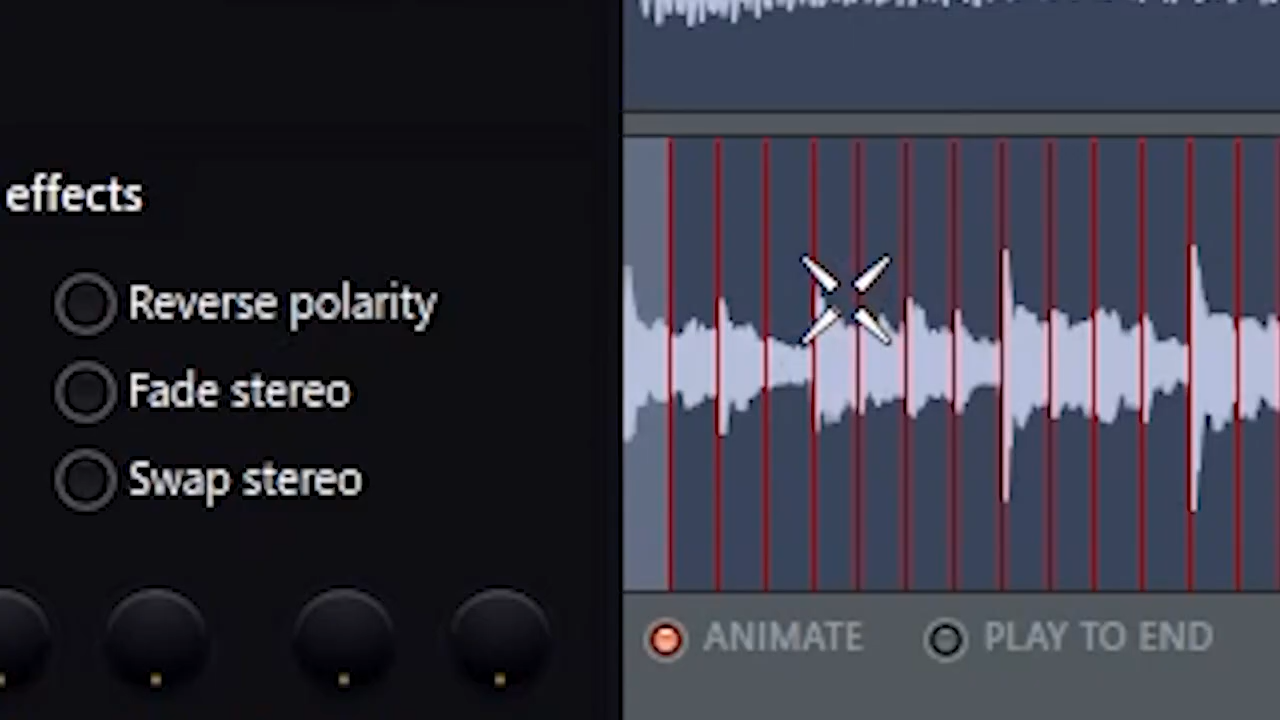 effects
Reverse polarity
Fade stereo
Swap stereo
ANIMATE
PLAY TO END